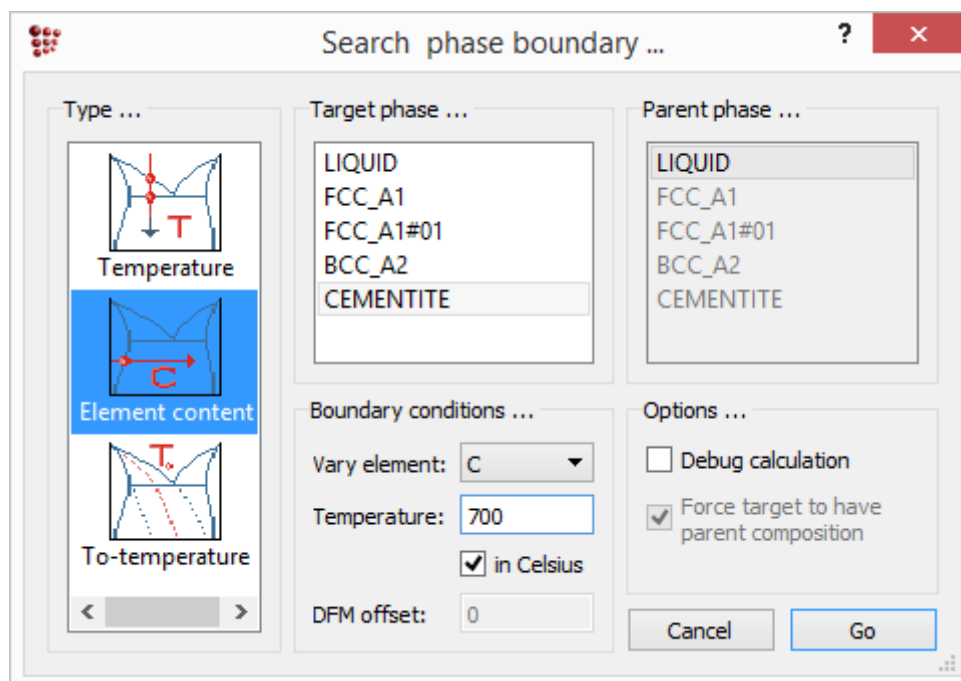 Search phase boundary ...
?
×
Type ...
T
Temperature
C
Element content
T₀
To-temperature
<
>
Target phase ...
LIQUID
FCC_A1
FCC_A1#01
BCC_A2
CEMENTITE
Parent phase ...
LIQUID
FCC_A1
FCC_A1#01
BCC_A2
CEMENTITE
Boundary conditions ...
Vary element: C
Temperature: 700
in Celsius
DFM offset: 0
Options ...
Debug calculation
Force target to have
parent composition
Cancel
Go